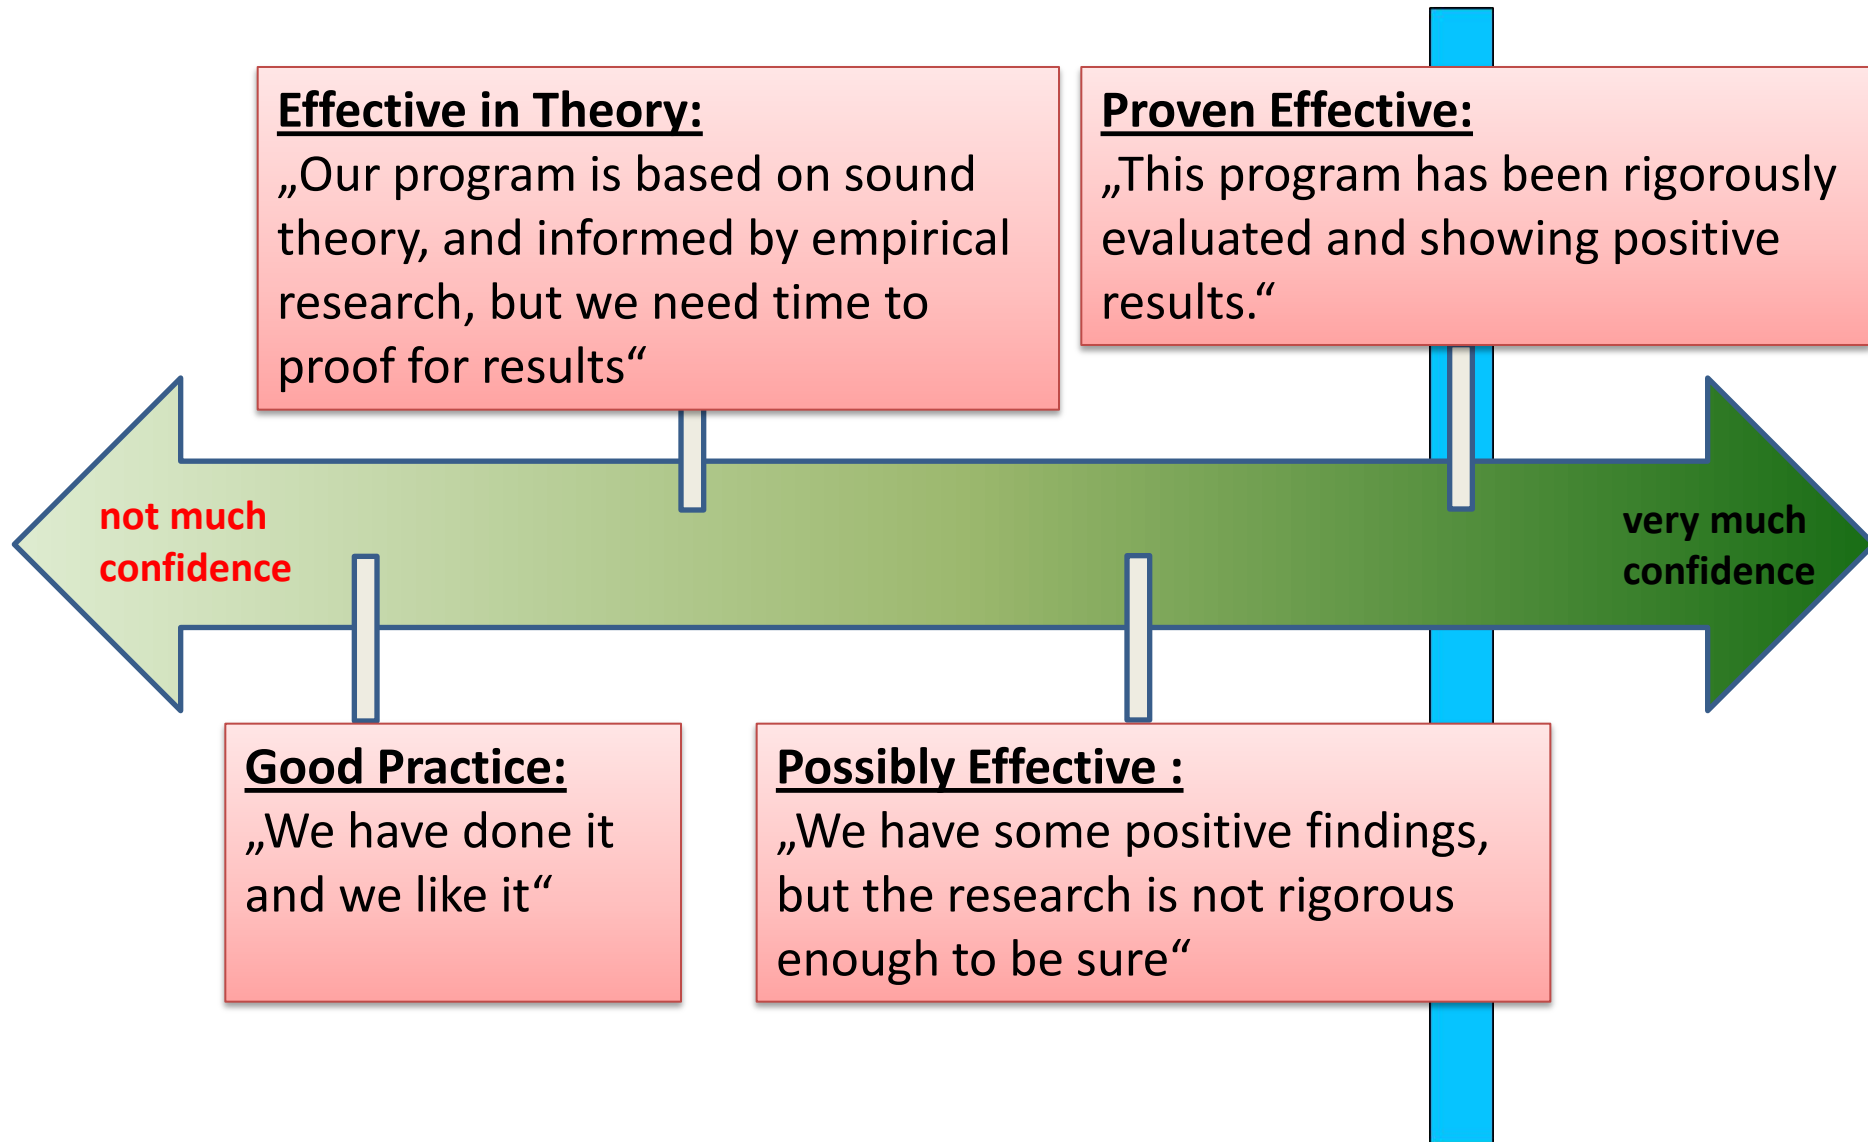 Effective in Theory:
„Our program is based on sound
theory, and informed by empirical
research, but we need time to
proof for results“
Proven Effective:
„This program has been rigorously
evaluated and showing positive
results.“
not much
confidence
very much
confidence
Good Practice:
„We have done it
and we like it“
Possibly Effective :
„We have some positive findings,
but the research is not rigorous
enough to be sure“